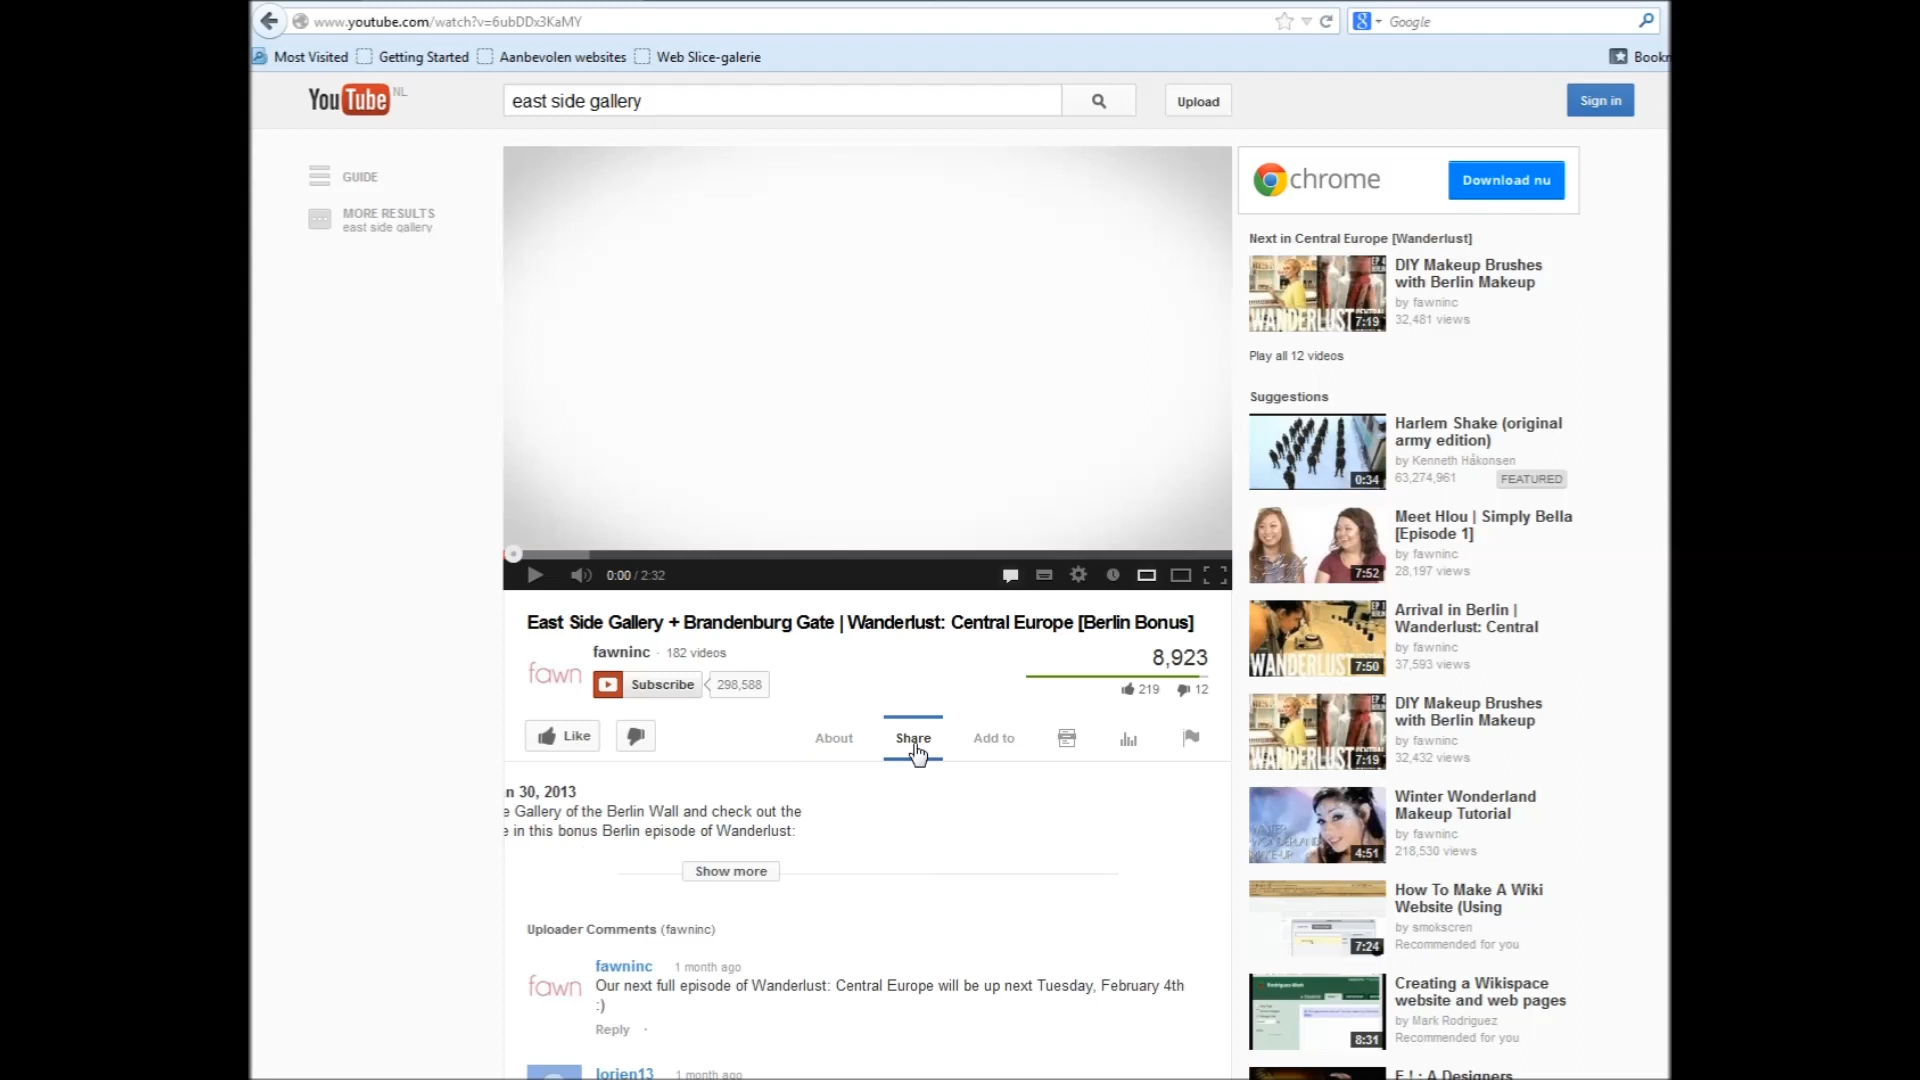 www.youtube.com/watch?v=6ubDDx3KaMY
Google
Most Visited
Getting Started
Aanbevolen websites
Web Slice-galerie
Bookm
YouTube NL
east side gallery
Upload
Sign in
GUIDE
MORE RESULTS
east side gallery
chrome
Download nu
0:00 / 2:32
East Side Gallery + Brandenburg Gate | Wanderlust: Central Europe [Berlin Bonus]
fawn
fawninc · 182 videos
Subscribe
298,588
8,923
219
12
Like
About
Share
Add to
n 30, 2013
e Gallery of the Berlin Wall and check out the
e in this bonus Berlin episode of Wanderlust:
Show more
Uploader Comments (fawninc)
fawn
fawninc 1 month ago
Our next full episode of Wanderlust: Central Europe will be up next Tuesday, February 4th
:)
Reply ·
lorien13 1 month ago
Next in Central Europe [Wanderlust]
WANDERLUST
7:19
DIY Makeup Brushes
with Berlin Makeup
by fawninc
32,481 views
Play all 12 videos
Suggestions
0:34
Harlem Shake (original
army edition)
by Kenneth Håkonsen
63,274,961
FEATURED
7:52
Meet Hlou | Simply Bella
[Episode 1]
by fawninc
28,197 views
WANDERLUST
7:50
Arrival in Berlin |
Wanderlust: Central
by fawninc
37,593 views
WANDERLUST
7:19
DIY Makeup Brushes
with Berlin Makeup
by fawninc
32,432 views
WINTER
WONDERLAND
MAKE-UP
4:51
Winter Wonderland
Makeup Tutorial
by fawninc
218,530 views
7:24
How To Make A Wiki
Website (Using
by smokscren
Recommended for you
8:31
Creating a Wikispace
website and web pages
by Mark Rodriguez
Recommended for you